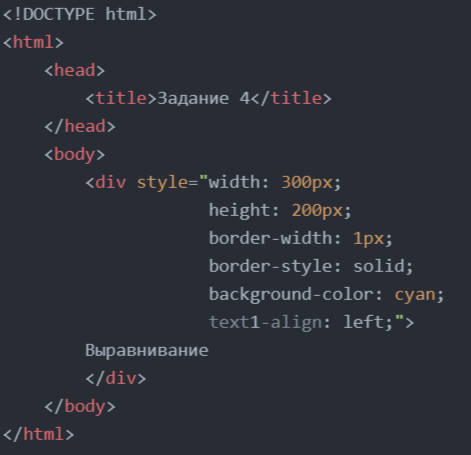 <!DOCTYPE html>
<html>
<head>
<title>Задание 4</title>
</head>
<body>
<div style="width: 300px;
height: 200px;
border-width: 1px;
border-style: solid;
background-color: cyan;
text1-align: left;">
Выравнивание
</div>
</body>
</html>